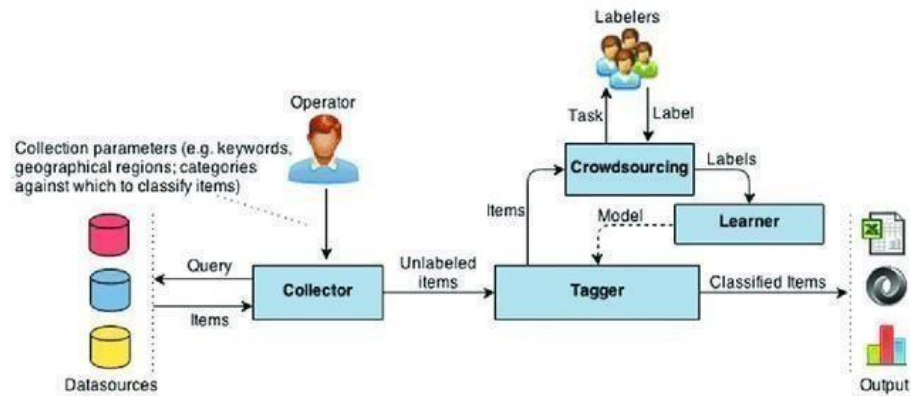 Labelers
Operator
Task
Label
Collection parameters (e.g. keywords,
geographical regions; categories
against which to classify items)
Crowdsourcing
Labels
Items
Model
Learner
Query
Collector
Unlabeled
items
Tagger
Classified Items
Items
Datasources
Output